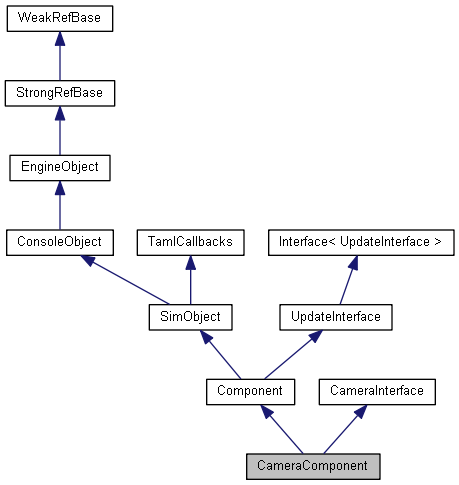 WeakRefBase
StrongRefBase
EngineObject
ConsoleObject
TamlCallbacks
Interface< UpdateInterface >
SimObject
UpdateInterface
Component
CameraInterface
CameraComponent